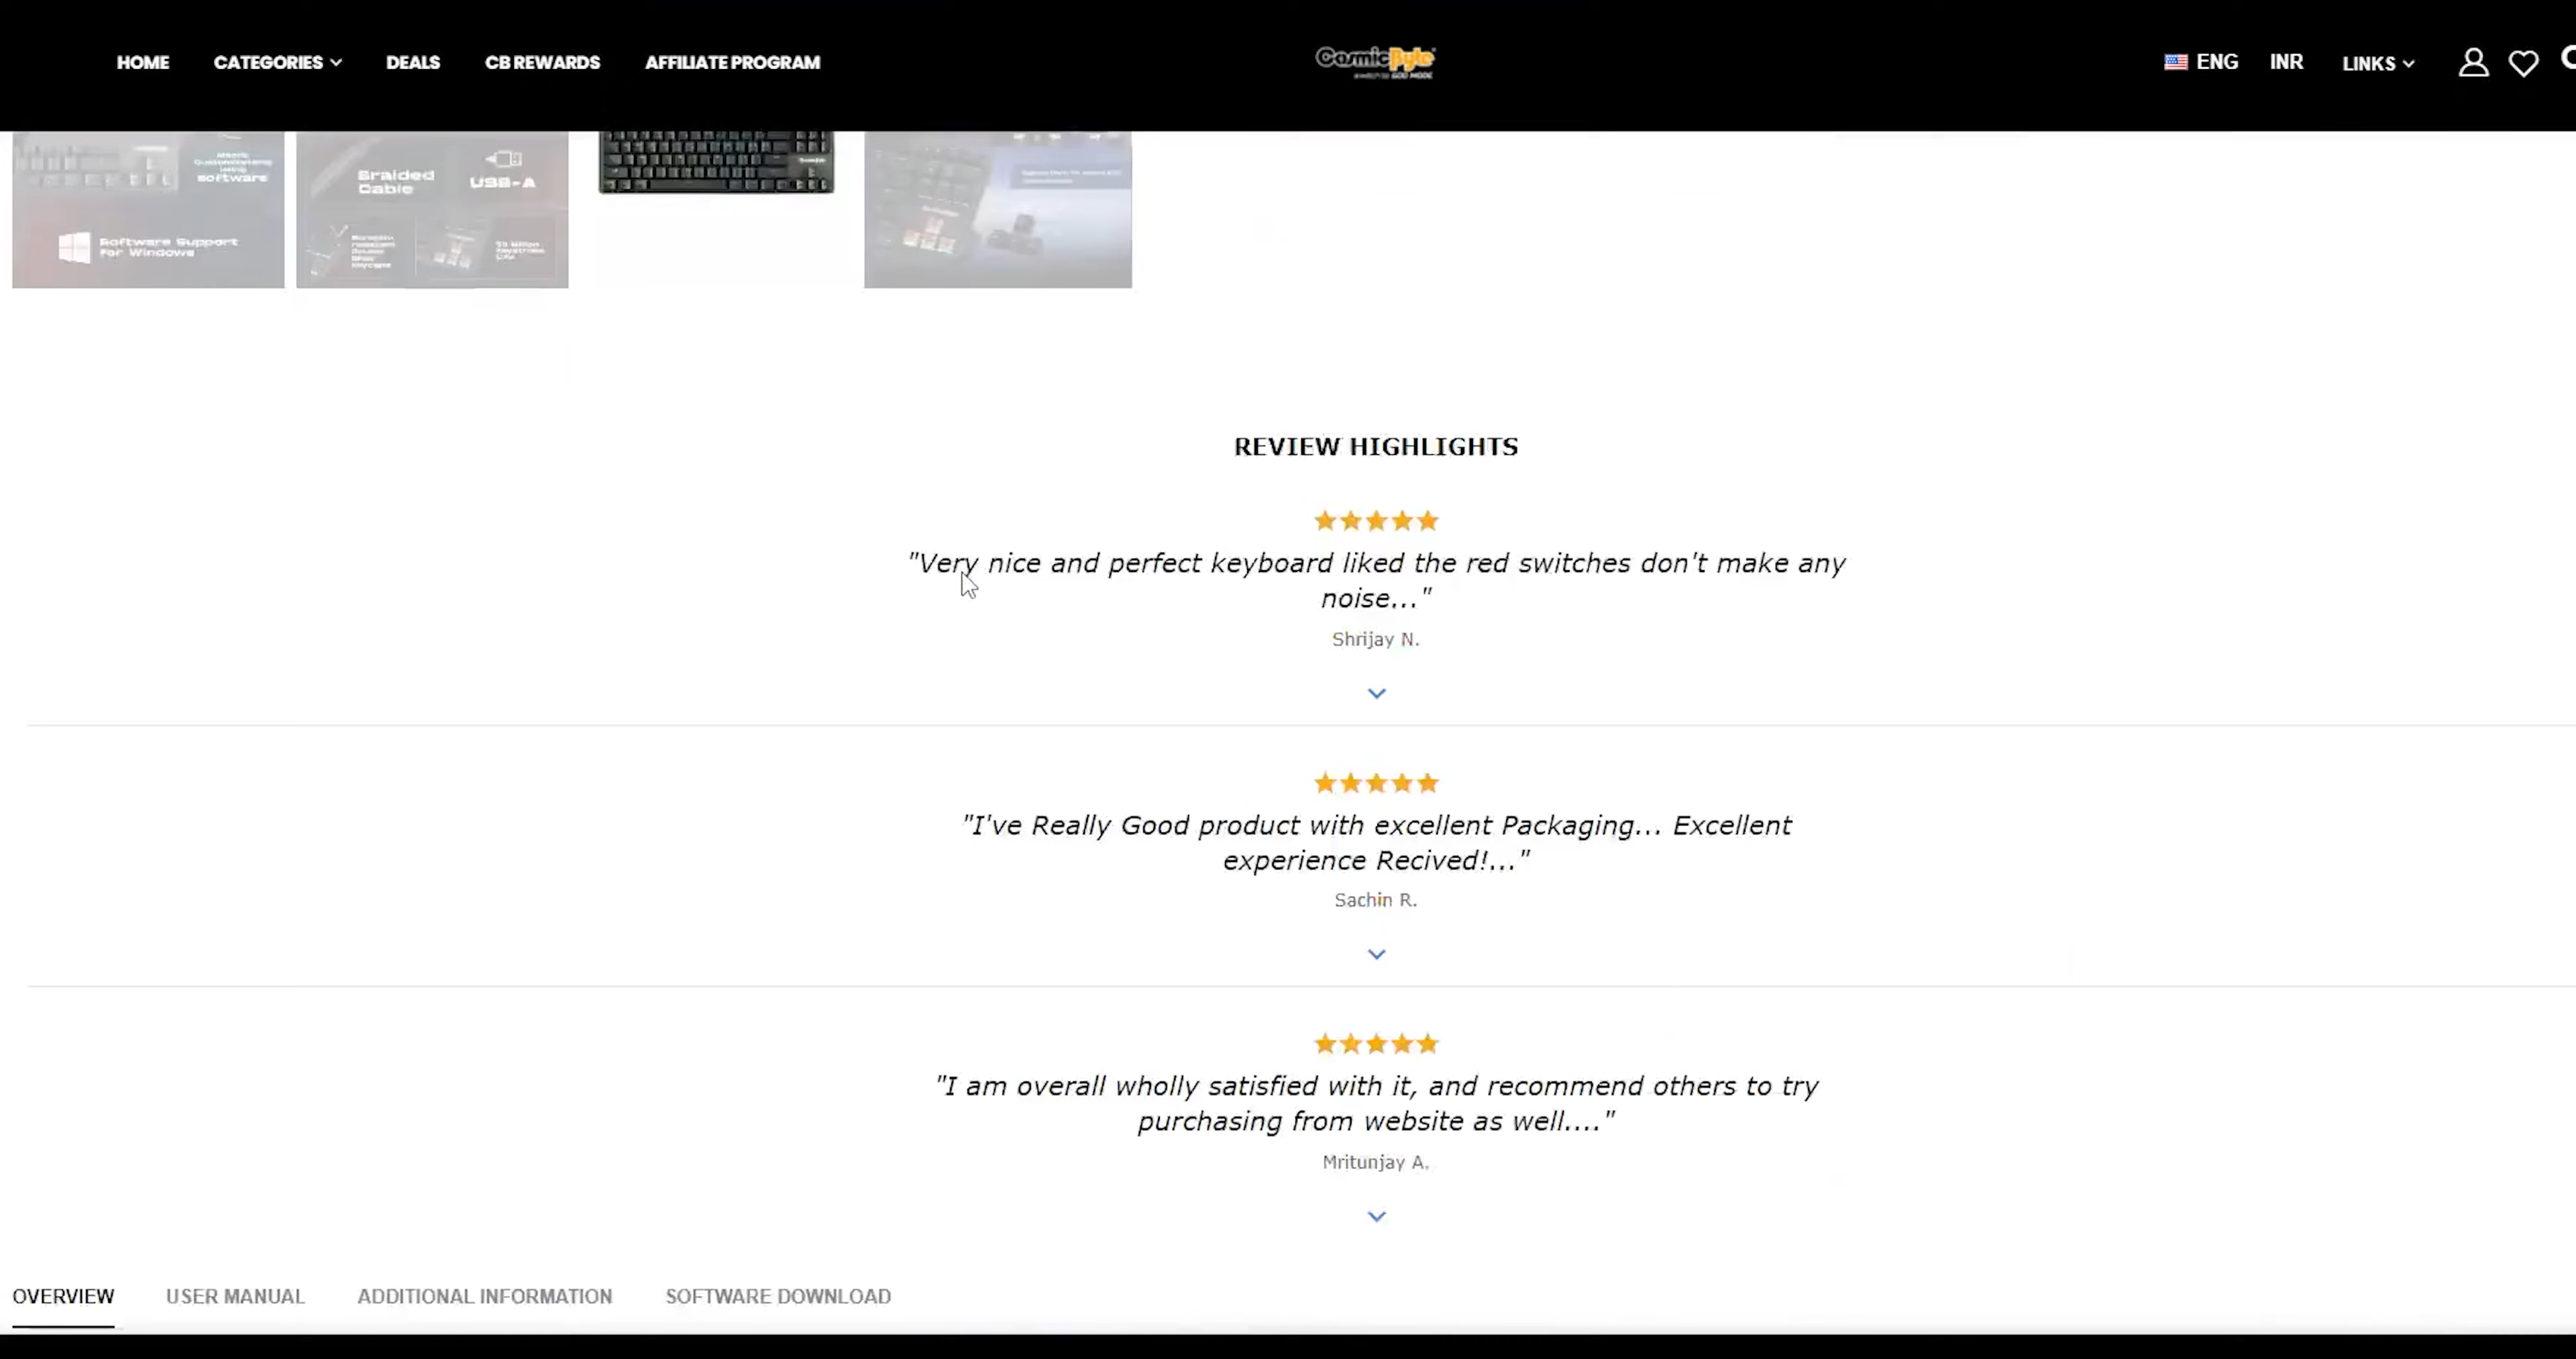 HOME CATEGORIES DEALS CB REWARDS AFFILIATE PROGRAM
CosmicByte
ENG INR LINKS
software
Software Support
For Windows
Braided
Cable
USB-A
REVIEW HIGHLIGHTS
"Very nice and perfect keyboard liked the red switches don't make any
noise..."
Shrijay N.
"I've Really Good product with excellent Packaging... Excellent
experience Recived!..."
Sachin R.
"I am overall wholly satisfied with it, and recommend others to try
purchasing from website as well...."
Mritunjay A.
OVERVIEW USER MANUAL ADDITIONAL INFORMATION SOFTWARE DOWNLOAD